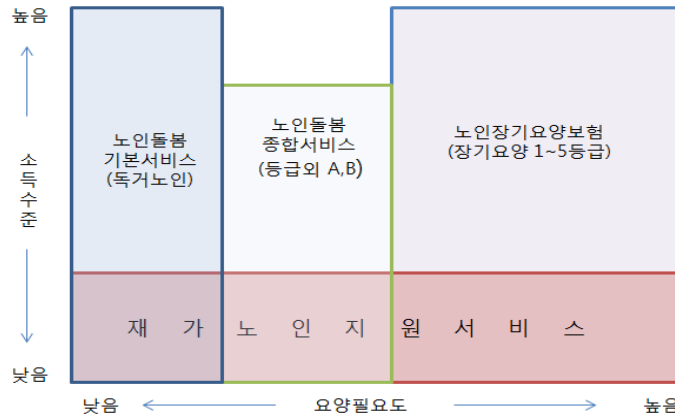 높음
노인돌봄
기본서비스
(독거노인)
노인돌봄
종합서비스
(등급외 A,B)
노인장기요양보험
(장기요양 1~5등급)
소득수준
재 가 노 인 지 원 서 비 스
낮음
낮음 요양필요도 높음